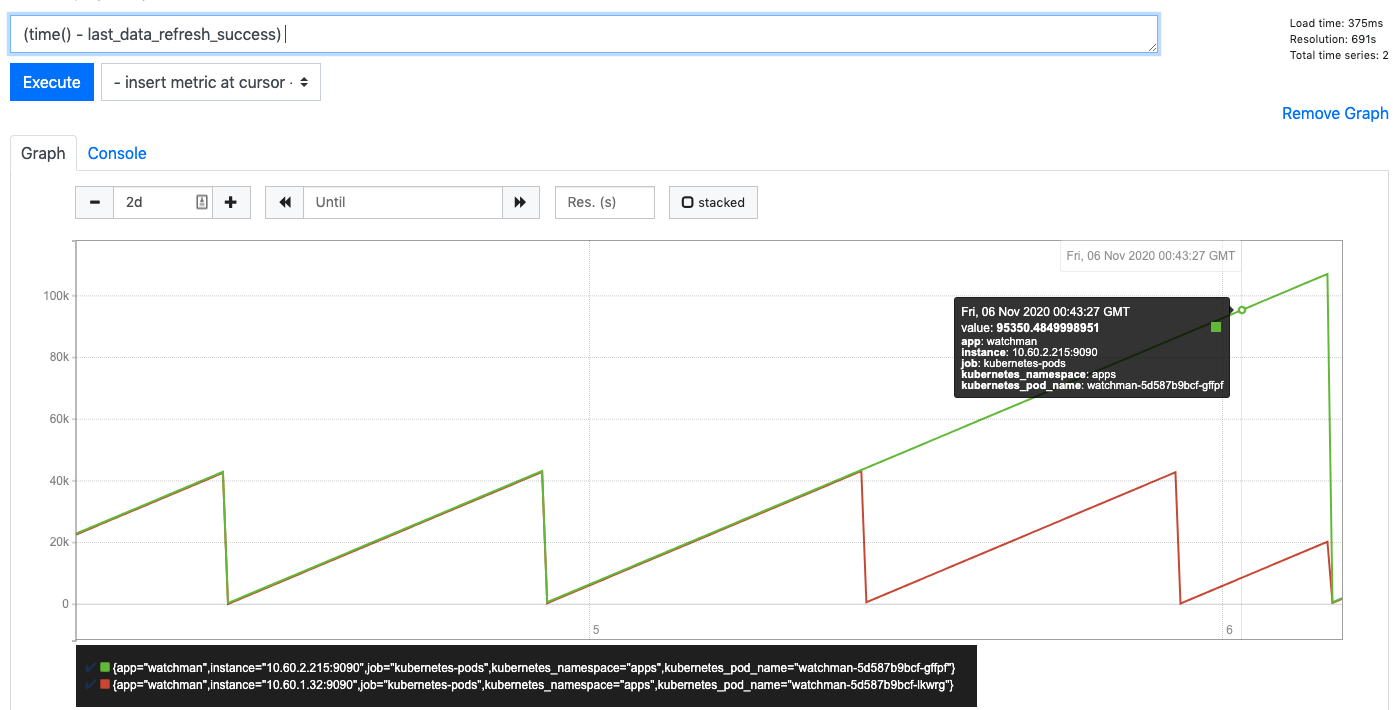 (time() - last_data_refresh_success)
Load time: 375ms
Resolution: 691s
Total time series: 2
Execute
- insert metric at cursor -
Remove Graph
Graph
Console
2d
Until
Res. (s)
stacked
Fri, 06 Nov 2020 00:43:27 GMT
Fri, 06 Nov 2020 00:43:27 GMT
value: 95350.4849998951
app: watchman
instance: 10.60.2.215:9090
job: kubernetes-pods
kubernetes_namespace: apps
kubernetes_pod_name: watchman-5d587b9bcf-gffpf
100k
80k
60k
40k
20k
0
5
6
{app="watchman",instance="10.60.2.215:9090",job="kubernetes-pods",kubernetes_namespace="apps",kubernetes_pod_name="watchman-5d587b9bcf-gffpf"}
{app="watchman",instance="10.60.1.32:9090",job="kubernetes-pods",kubernetes_namespace="apps",kubernetes_pod_name="watchman-5d587b9bcf-lkwrg"}